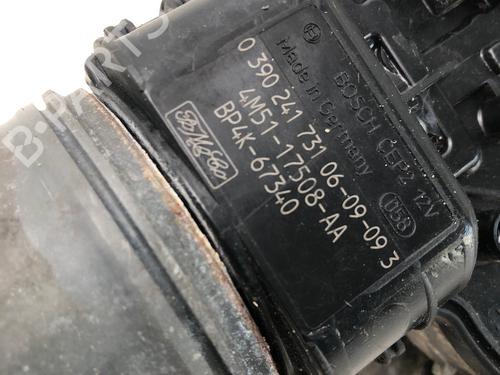 BOSCH CEP2 12V
Made in Germany
058
0 390 241 731 06-09-09 3
4M51-17508-AA
BP4K-67340
FoMoCo
B-PARTS